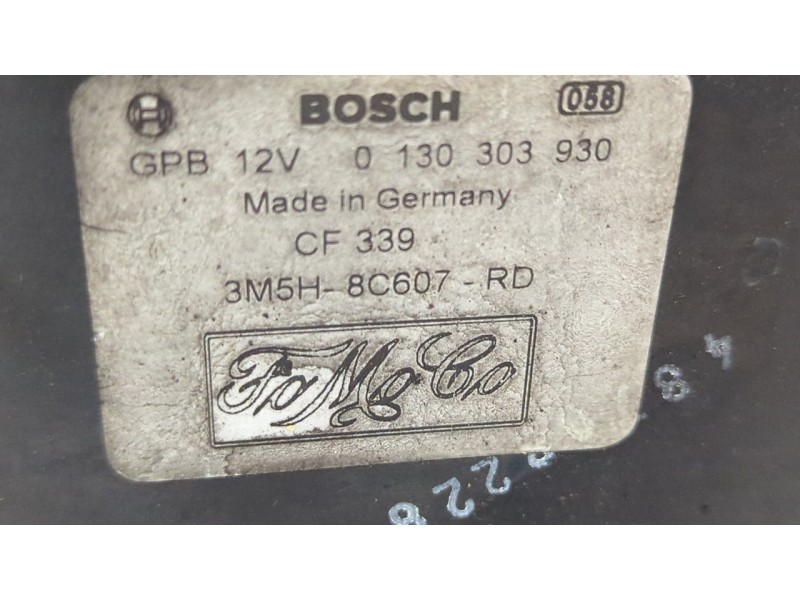 BOSCH 058
GPB 12V 0 130 303 930
Made in Germany
CF 339
3M5H-8C607-RD
FoMoCo